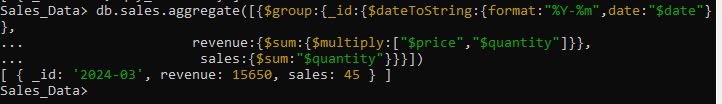 Sales_Data> db.sales.aggregate([{$group:{_id:{$dateToString:{format:"%Y-%m",date:"$date"}
},
... revenue:{$sum:{$multiply:["$price","$quantity"]}},
... sales:{$sum:"$quantity"}}}])
[ { _id: '2024-03', revenue: 15650, sales: 45 } ]
Sales_Data>